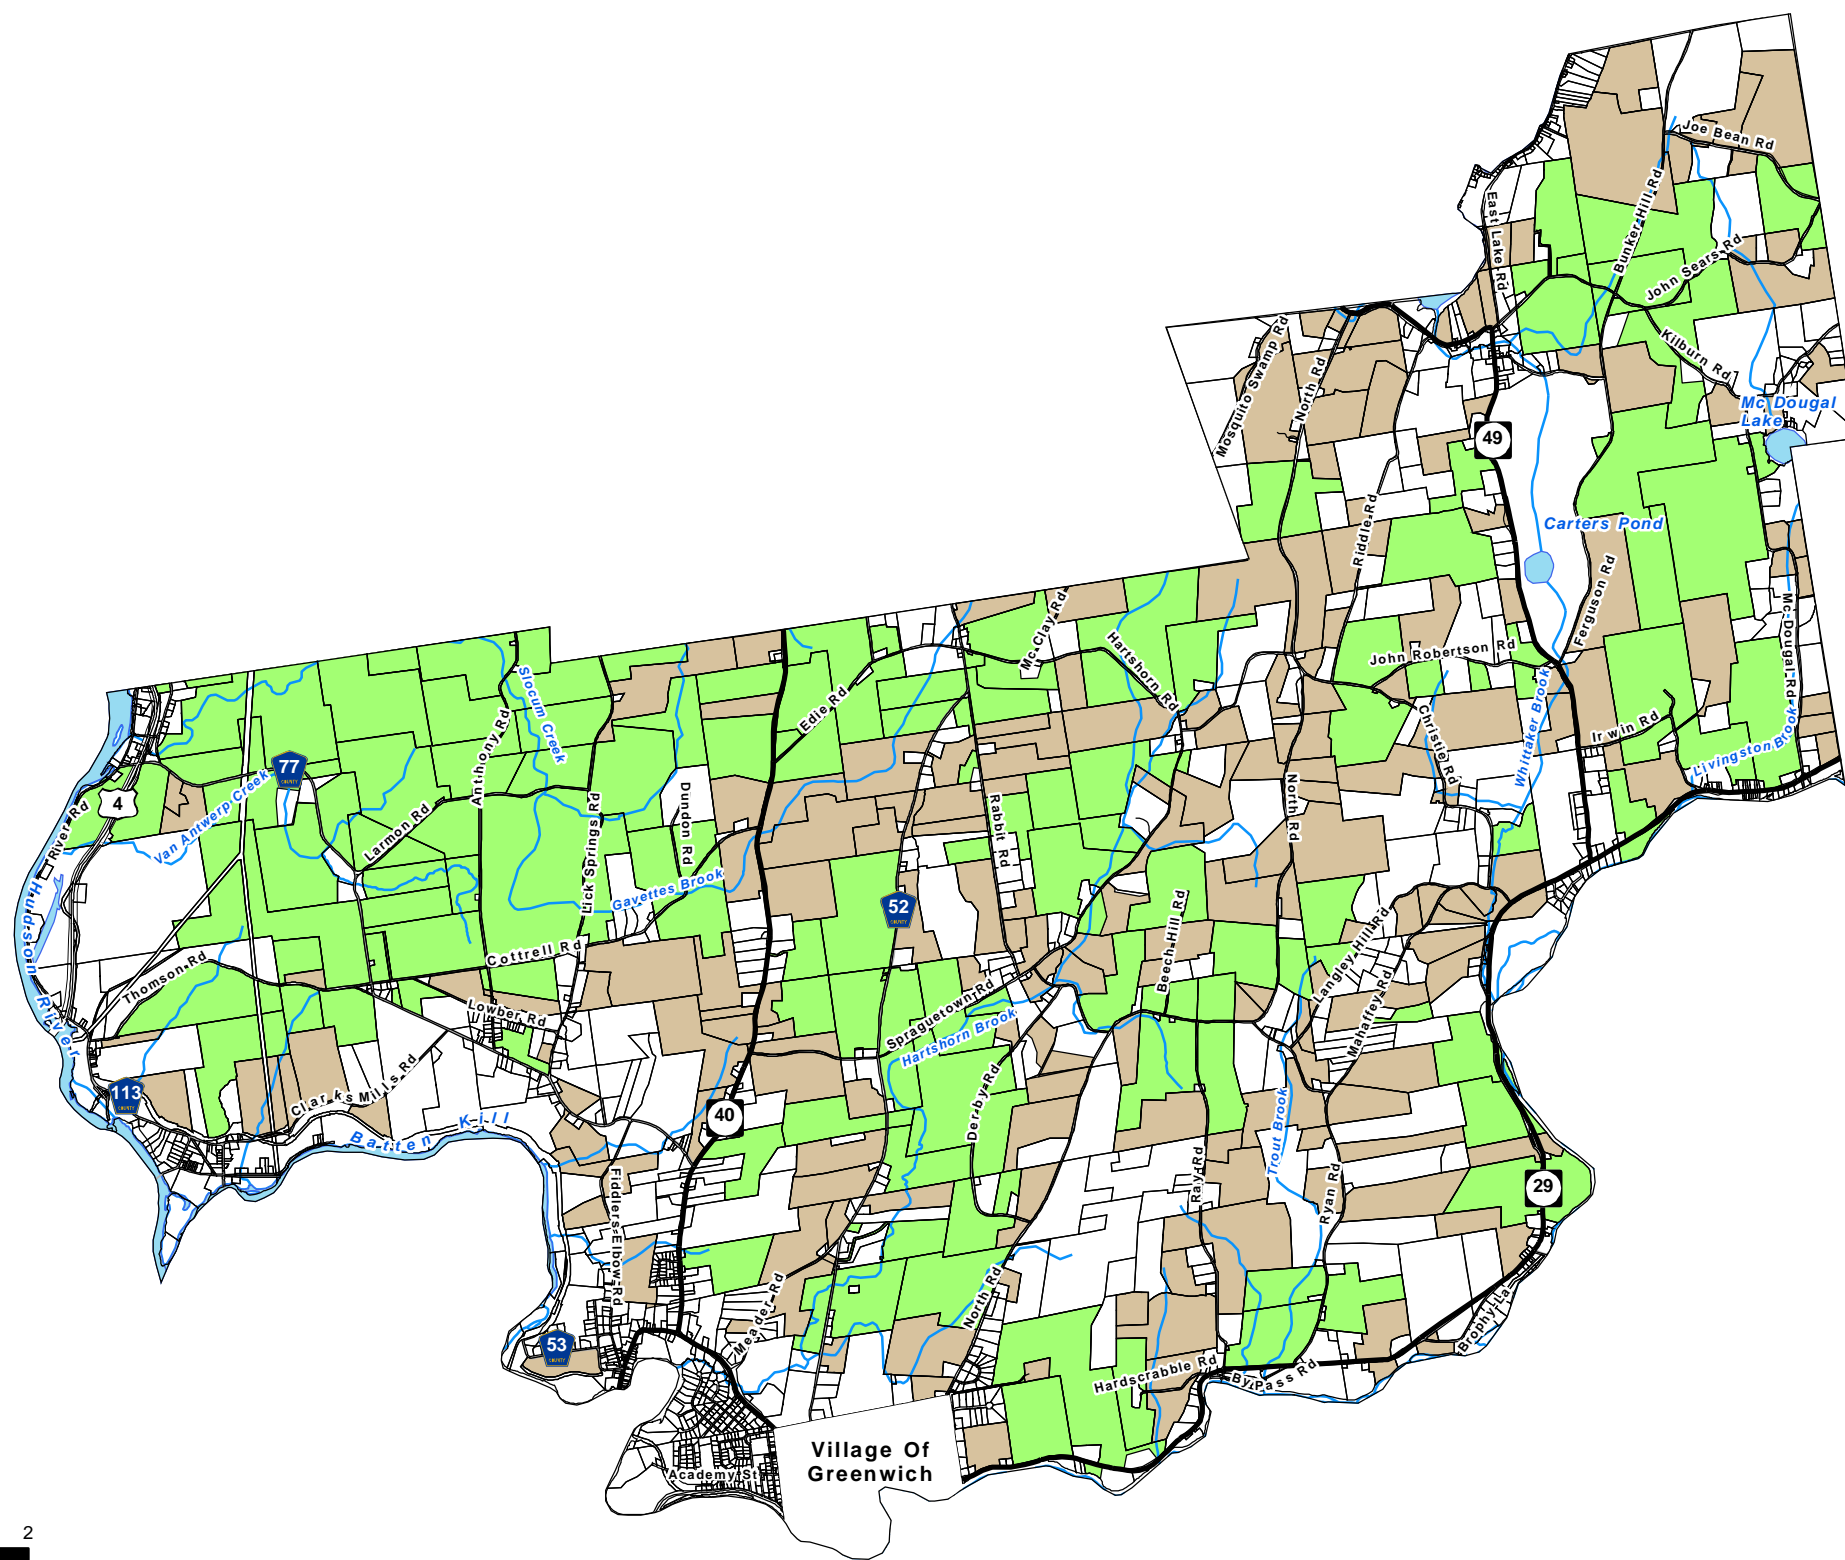 Joe Bean Rd
Bunker Hill Rd
East Lake Rd
John Sears Rd
Mosquito Swamp Rd
North Rd
Kilburn Rd
Mc Dougal
Lake
49
Riddle Rd
Carters Pond
Ferguson Rd
Mc Dougal Rd
Mc Clay Rd
Hartshorn Rd
John Robertson Rd
Slocum Creek
Anthony Rd
Edie Rd
Christie Rd
Whittaker Brook
Irwin Rd
Livingston Brook
77
COUNTY
4
River Rd
Van Antwerp Creek
Larmon Rd
Lick Springs Rd
Dundon Rd
Rabbit Rd
North Rd
Gavettes Brook
52
COUNTY
Hudson River
Beech Hill Rd
Langley Hill Rd
Cottrell Rd
Thomson Rd
Lowber Rd
Spraguetown Rd
Hartshorn Brook
Mahaffey Rd
Derby Rd
Clarks Mills Rd
113
COUNTY
40
Batten Kill
Trout Brook
Fiddlers Elbow Rd
Ray Rd
Ryan Rd
29
Meader Rd
North Rd
53
COUNTY
Brophy La
Hardscrabble Rd
By Pass Rd
Village Of
Greenwich
Academy St
2